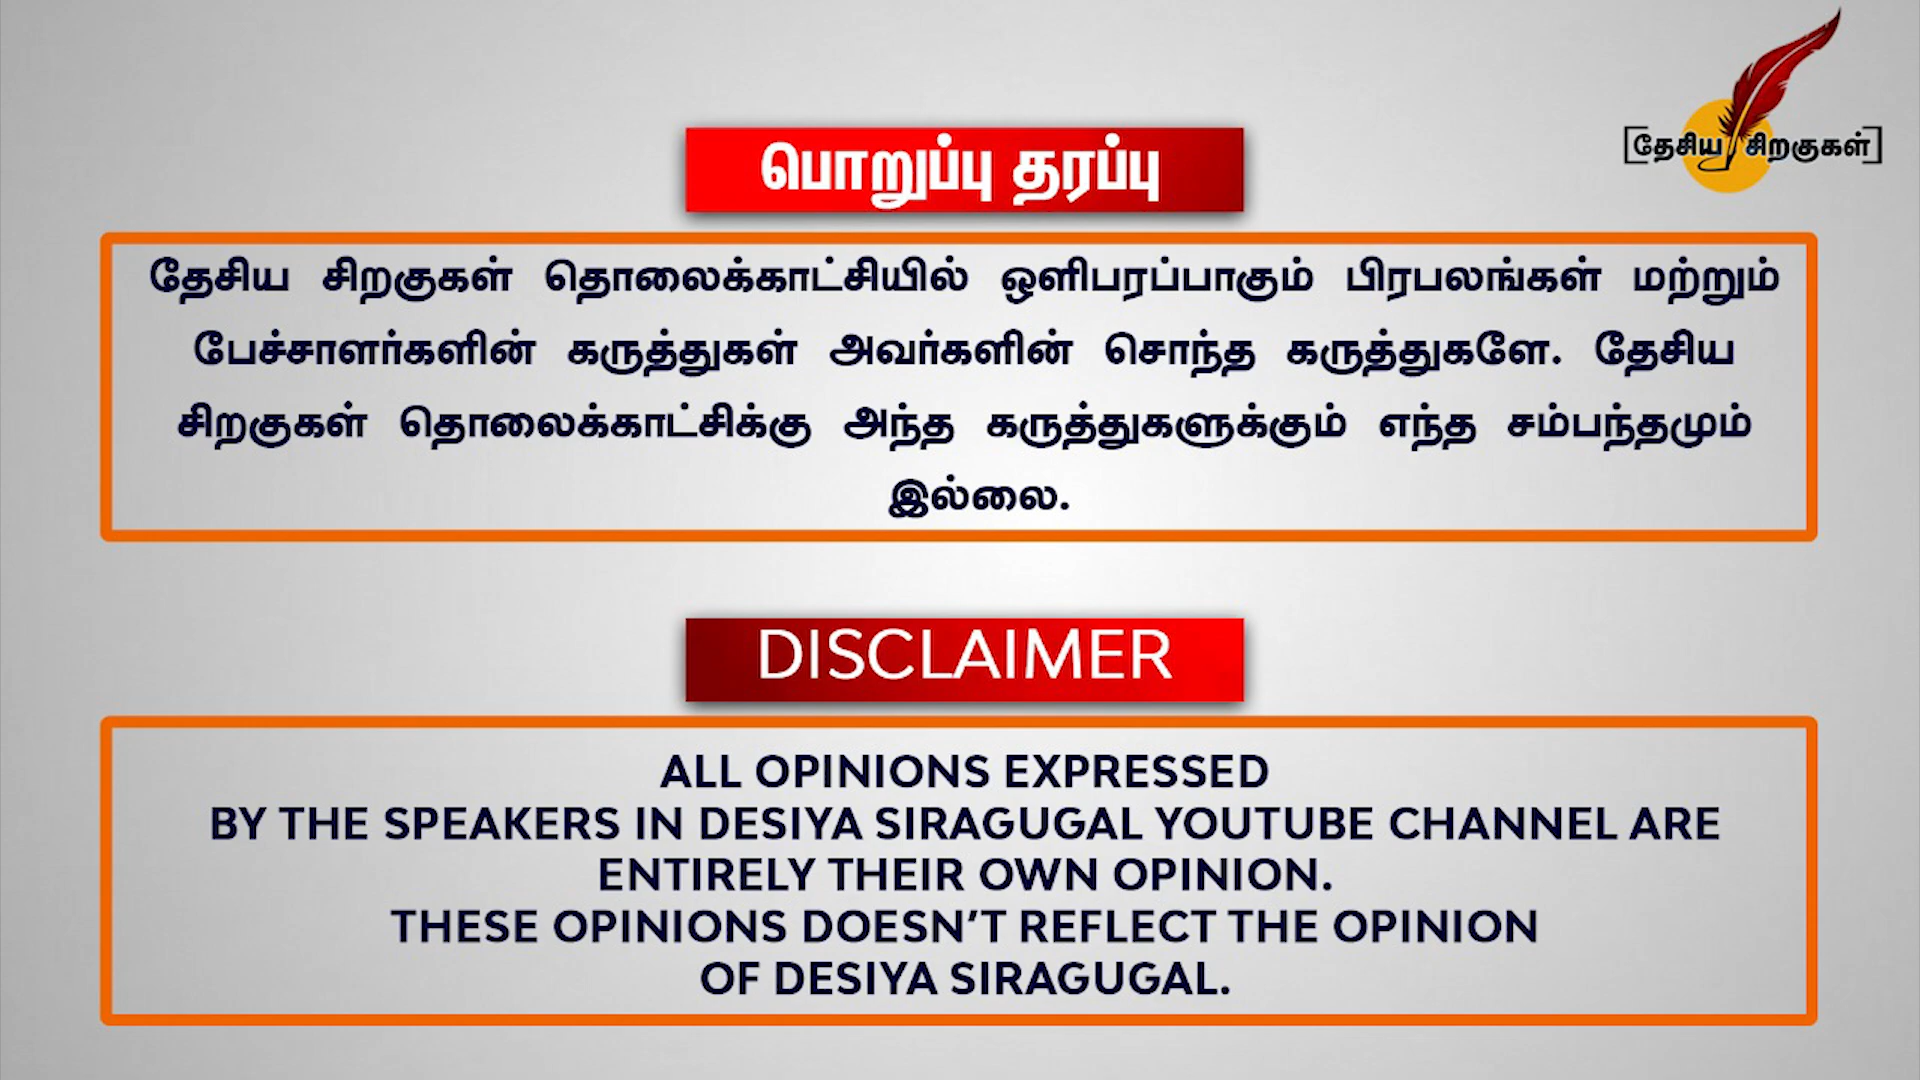 [தேசிய சிறகுகள்]
பொறுப்பு தரப்பு
தேசிய சிறகுகள் தொலைக்காட்சியில் ஒளிபரப்பாகும் பிரபலங்கள் மற்றும்
பேச்சாளர்களின் கருத்துகள் அவர்களின் சொந்த கருத்துகளே. தேசிய
சிறகுகள் தொலைக்காட்சிக்கு அந்த கருத்துகளுக்கும் எந்த சம்பந்தமும்
இல்லை.
DISCLAIMER
ALL OPINIONS EXPRESSED
BY THE SPEAKERS IN DESIYA SIRAGUGAL YOUTUBE CHANNEL ARE
ENTIRELY THEIR OWN OPINION.
THESE OPINIONS DOESN'T REFLECT THE OPINION
OF DESIYA SIRAGUGAL.